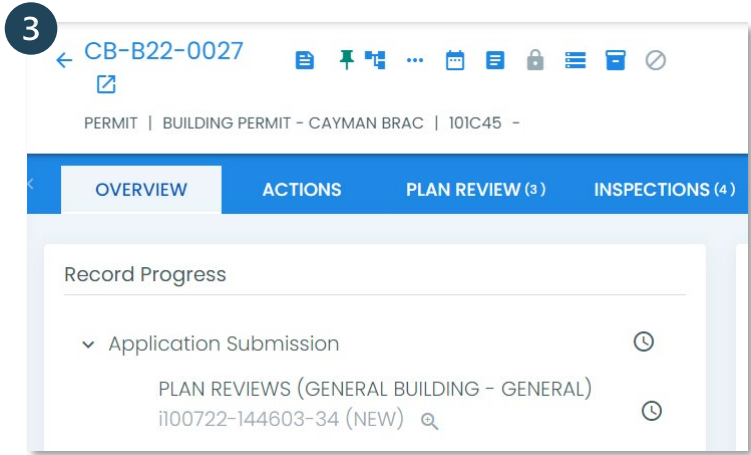 3
CB-B22-0027
PERMIT | BUILDING PERMIT - CAYMAN BRAC | 101C45 -
OVERVIEW ACTIONS PLAN REVIEW (3) INSPECTIONS (4)
Record Progress
Application Submission
PLAN REVIEWS (GENERAL BUILDING - GENERAL)
i100722-144603-34 (NEW)